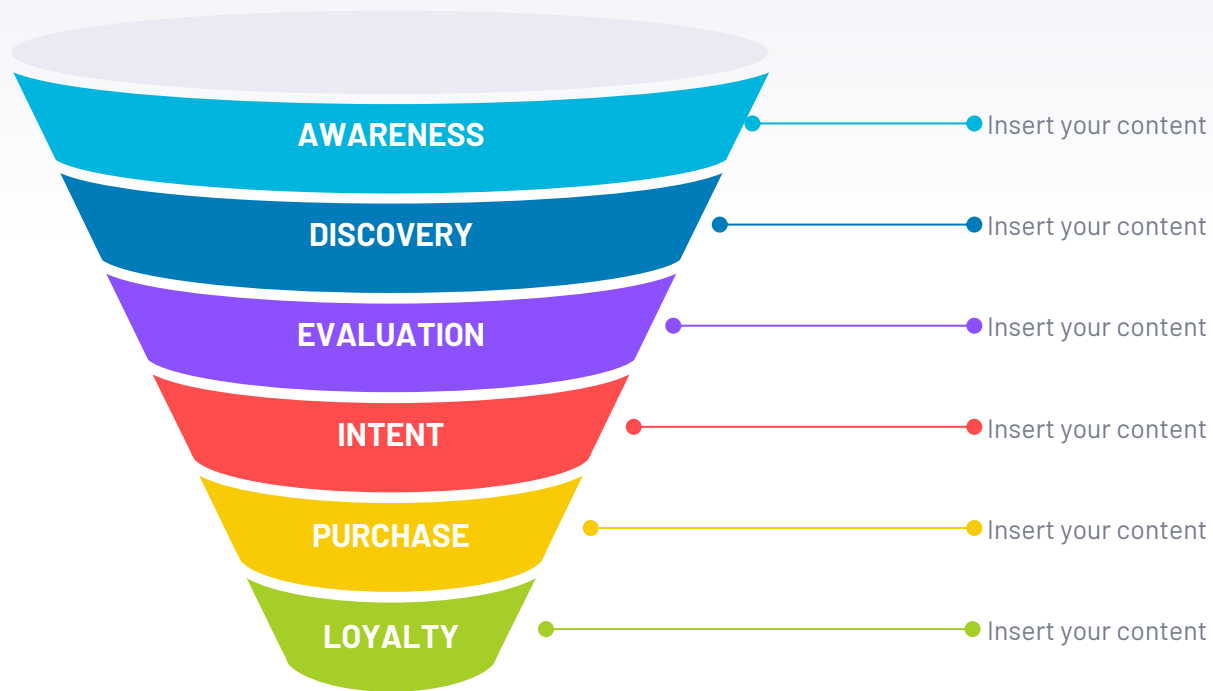 AWARENESS
Insert your content
DISCOVERY
Insert your content
EVALUATION
Insert your content
INTENT
Insert your content
PURCHASE
Insert your content
LOYALTY
Insert your content